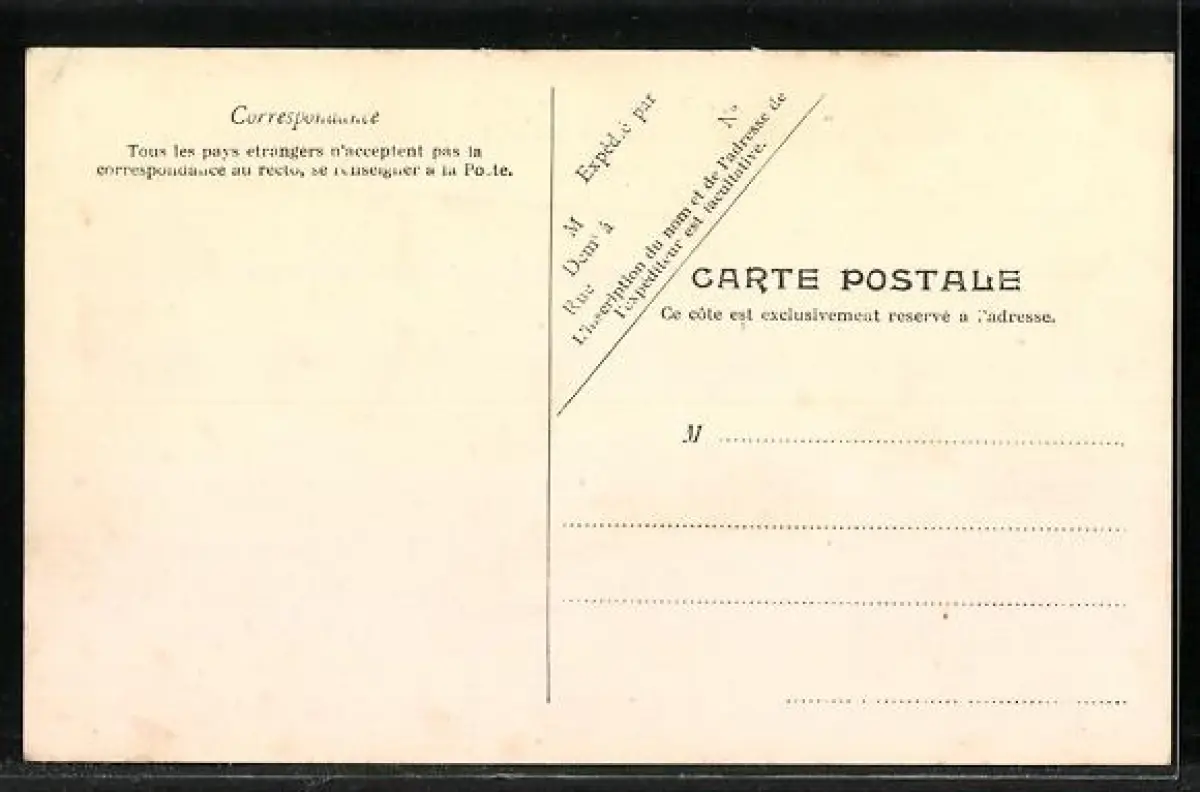 Correspondance
Tous les pays etrangers n'acceptent pas la
correspondance au recto, se renseigner a la Poste.
Expédié par
M
Dem^t à
Rue
N°
L'Inscription du nom et de l'adresse de
l'expéditeur est facultative.
CARTE POSTALE
Ce côte est exclusivement reservé a l'adresse.
M